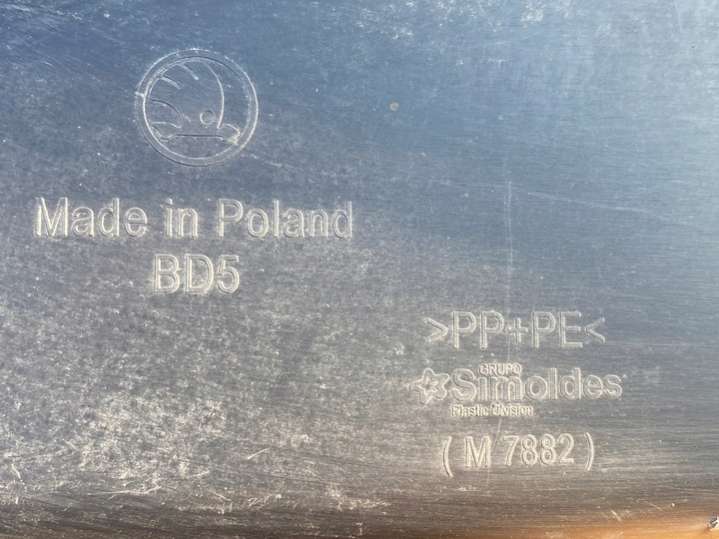 Made in Poland
BD5
>PP+PE<
GRUPO
Simoldes
Plastic division
( M 7882 )